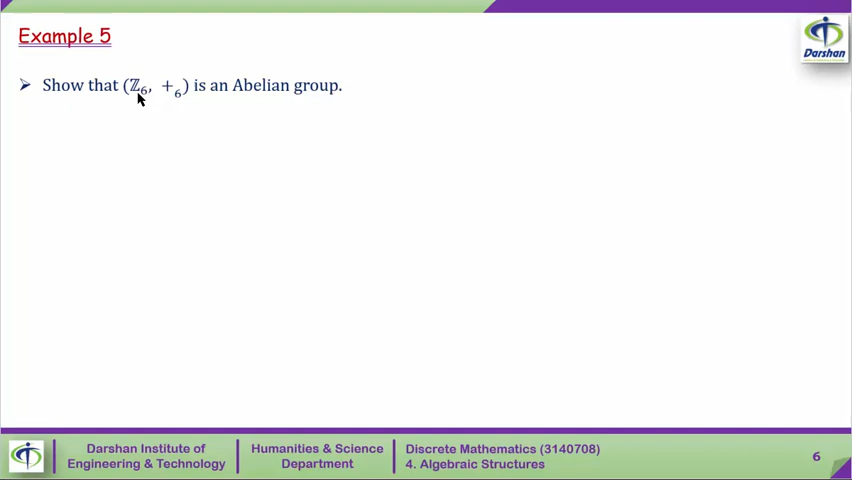 Example 5
Darshan
➢ Show that (ℤ₆, +₆) is an Abelian group.
Darshan Institute of
Engineering & Technology
Humanities & Science
Department
Discrete Mathematics (3140708)
4. Algebraic Structures
6